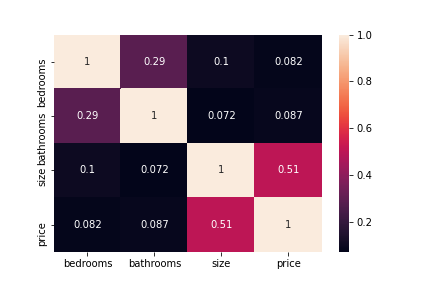 bedrooms 1 0.29 0.1 0.082
bathrooms 0.29 1 0.072 0.087
size 0.1 0.072 1 0.51
price 0.082 0.087 0.51 1
bedrooms bathrooms size price
1.0
0.8
0.6
0.4
0.2